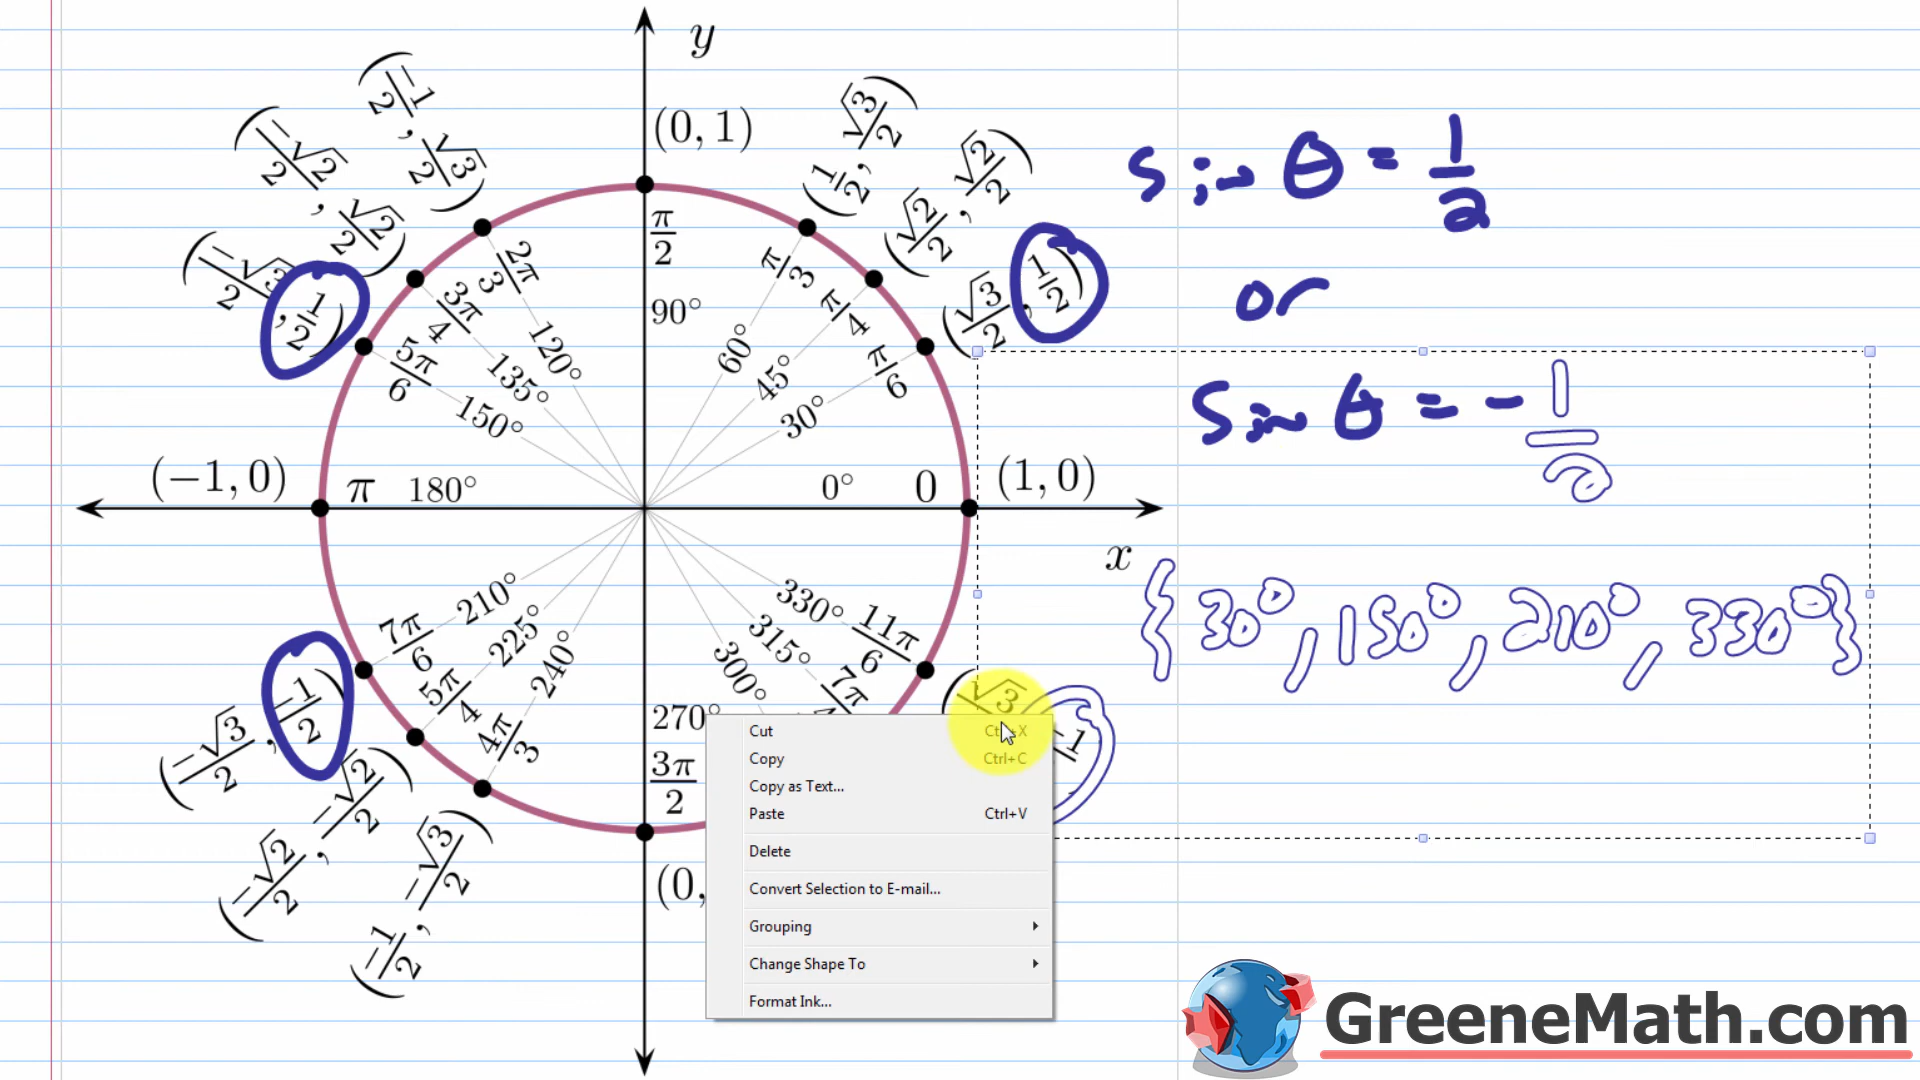 y
(0, 1)
(-1/2, √3/2)
(-√2/2, √2/2)
(-√3/2, 1/2)
(1/2, √3/2)
(√2/2, √2/2)
(√3/2, 1/2)
sin θ = 1/2
or
sin θ = - 1/2
π/2
90°
2π/3
120°
3π/4
135°
5π/6
150°
π/3
60°
π/4
45°
π/6
30°
(-1, 0)
π
180°
0°
0
(1, 0)
x
{ 30°, 150°, 210°, 330° }
7π/6
210°
5π/4
225°
4π/3
240°
270°
3π/2
300°
315°
7π
330°
11π/6
(-√3/2, -1/2)
(-√2/2, -√2/2)
(-1/2, -√3/2)
(√3
-1
(0,
Cut Ctrl+X
Copy Ctrl+C
Copy as Text...
Paste Ctrl+V
Delete
Convert Selection to E-mail...
Grouping
Change Shape To
Format Ink...
GreeneMath.com